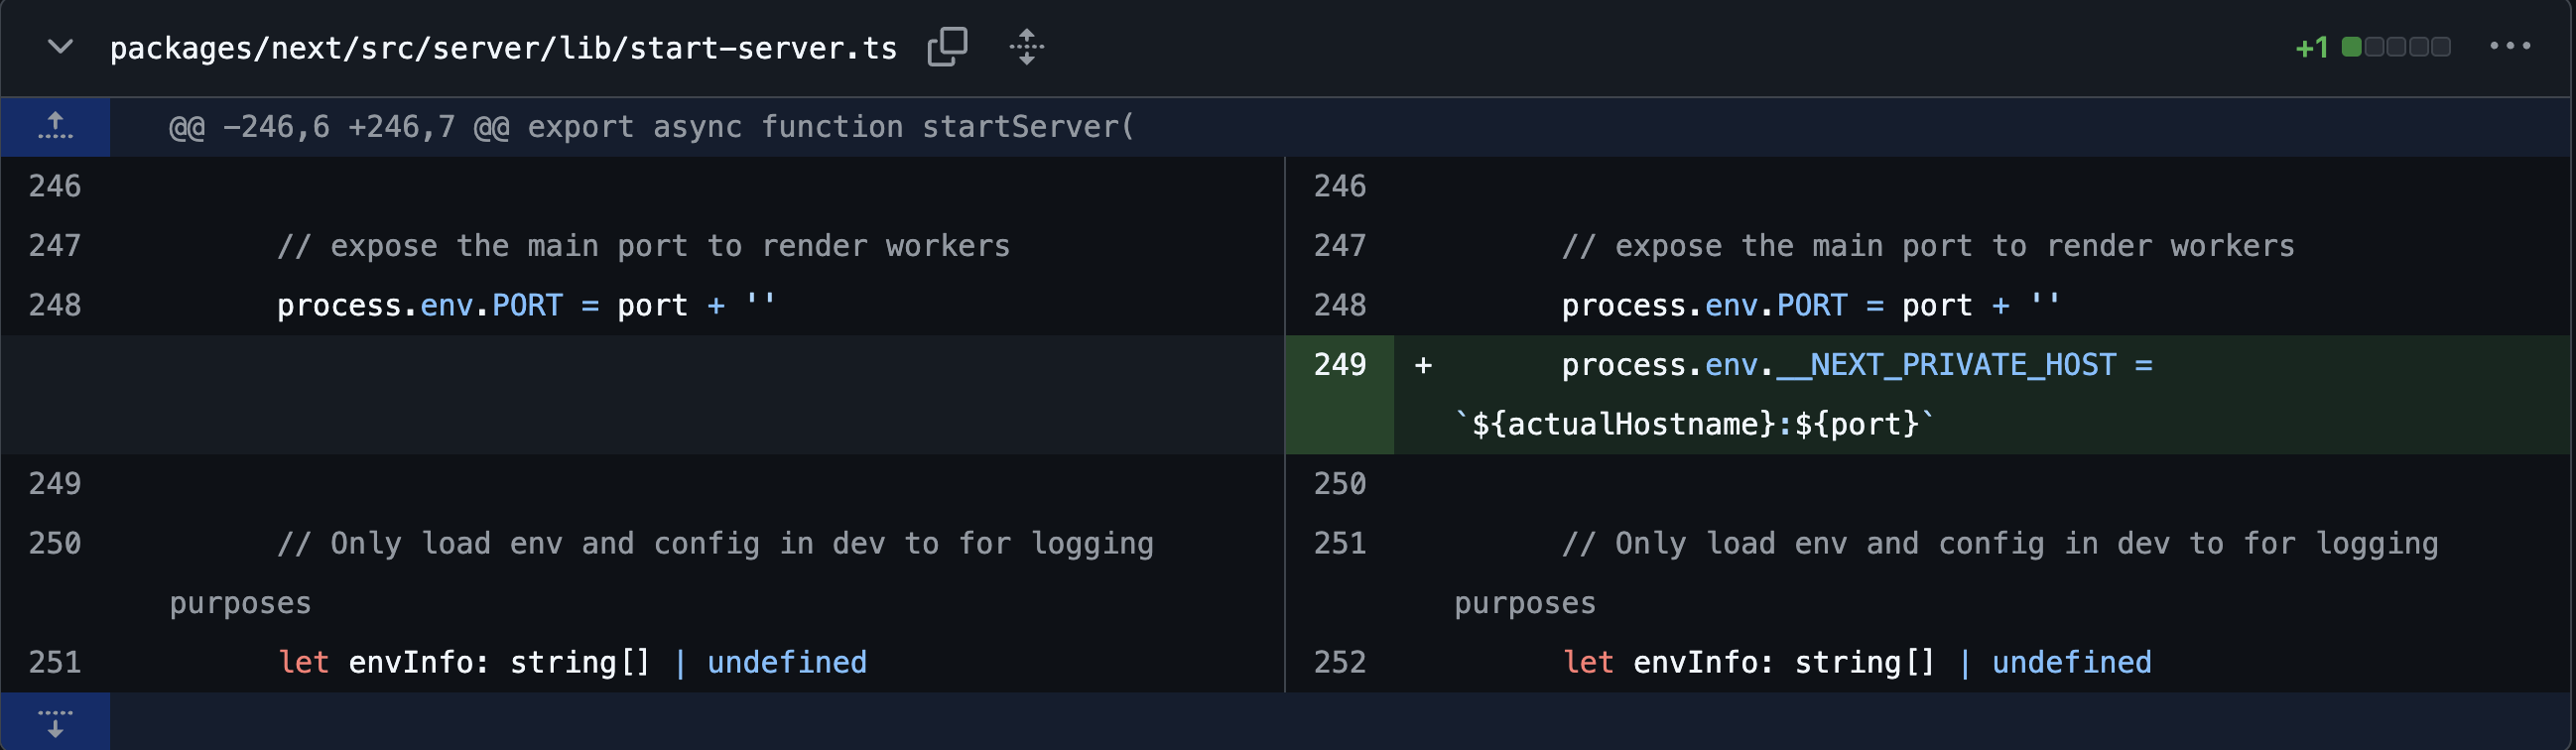 packages/next/src/server/lib/start-server.ts +1
@@ -246,6 +246,7 @@ export async function startServer(
246
247 // expose the main port to render workers
248 process.env.PORT = port + ''
249
250 // Only load env and config in dev to for logging
purposes
251 let envInfo: string[] | undefined
246
247 // expose the main port to render workers
248 process.env.PORT = port + ''
249 + process.env.__NEXT_PRIVATE_HOST =
`${actualHostname}:${port}`
250
251 // Only load env and config in dev to for logging
purposes
252 let envInfo: string[] | undefined